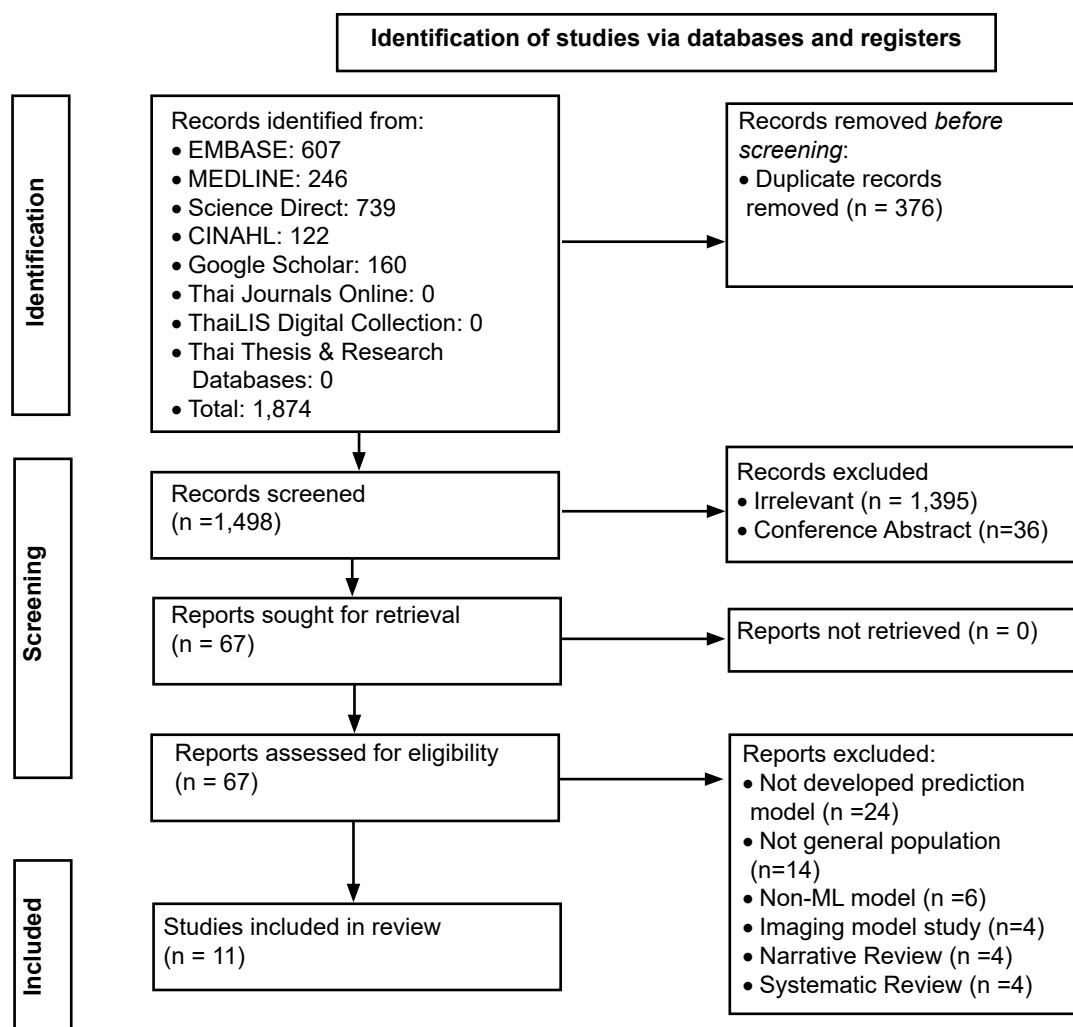 Identification of studies via databases and registers
Identification
Records identified from:
• EMBASE: 607
• MEDLINE: 246
• Science Direct: 739
• CINAHL: 122
• Google Scholar: 160
• Thai Journals Online: 0
• ThaiLIS Digital Collection: 0
• Thai Thesis & Research
Databases: 0
• Total: 1,874
Records removed before
screening:
• Duplicate records
removed (n = 376)
Screening
Records screened
(n =1,498)
Records excluded
• Irrelevant (n = 1,395)
• Conference Abstract (n=36)
Reports sought for retrieval
(n = 67)
Reports not retrieved (n = 0)
Reports assessed for eligibility
(n = 67)
Reports excluded:
• Not developed prediction
model (n =24)
• Not general population
(n=14)
• Non-ML model (n =6)
• Imaging model study (n=4)
• Narrative Review (n =4)
• Systematic Review (n =4)
Included
Studies included in review
(n = 11)